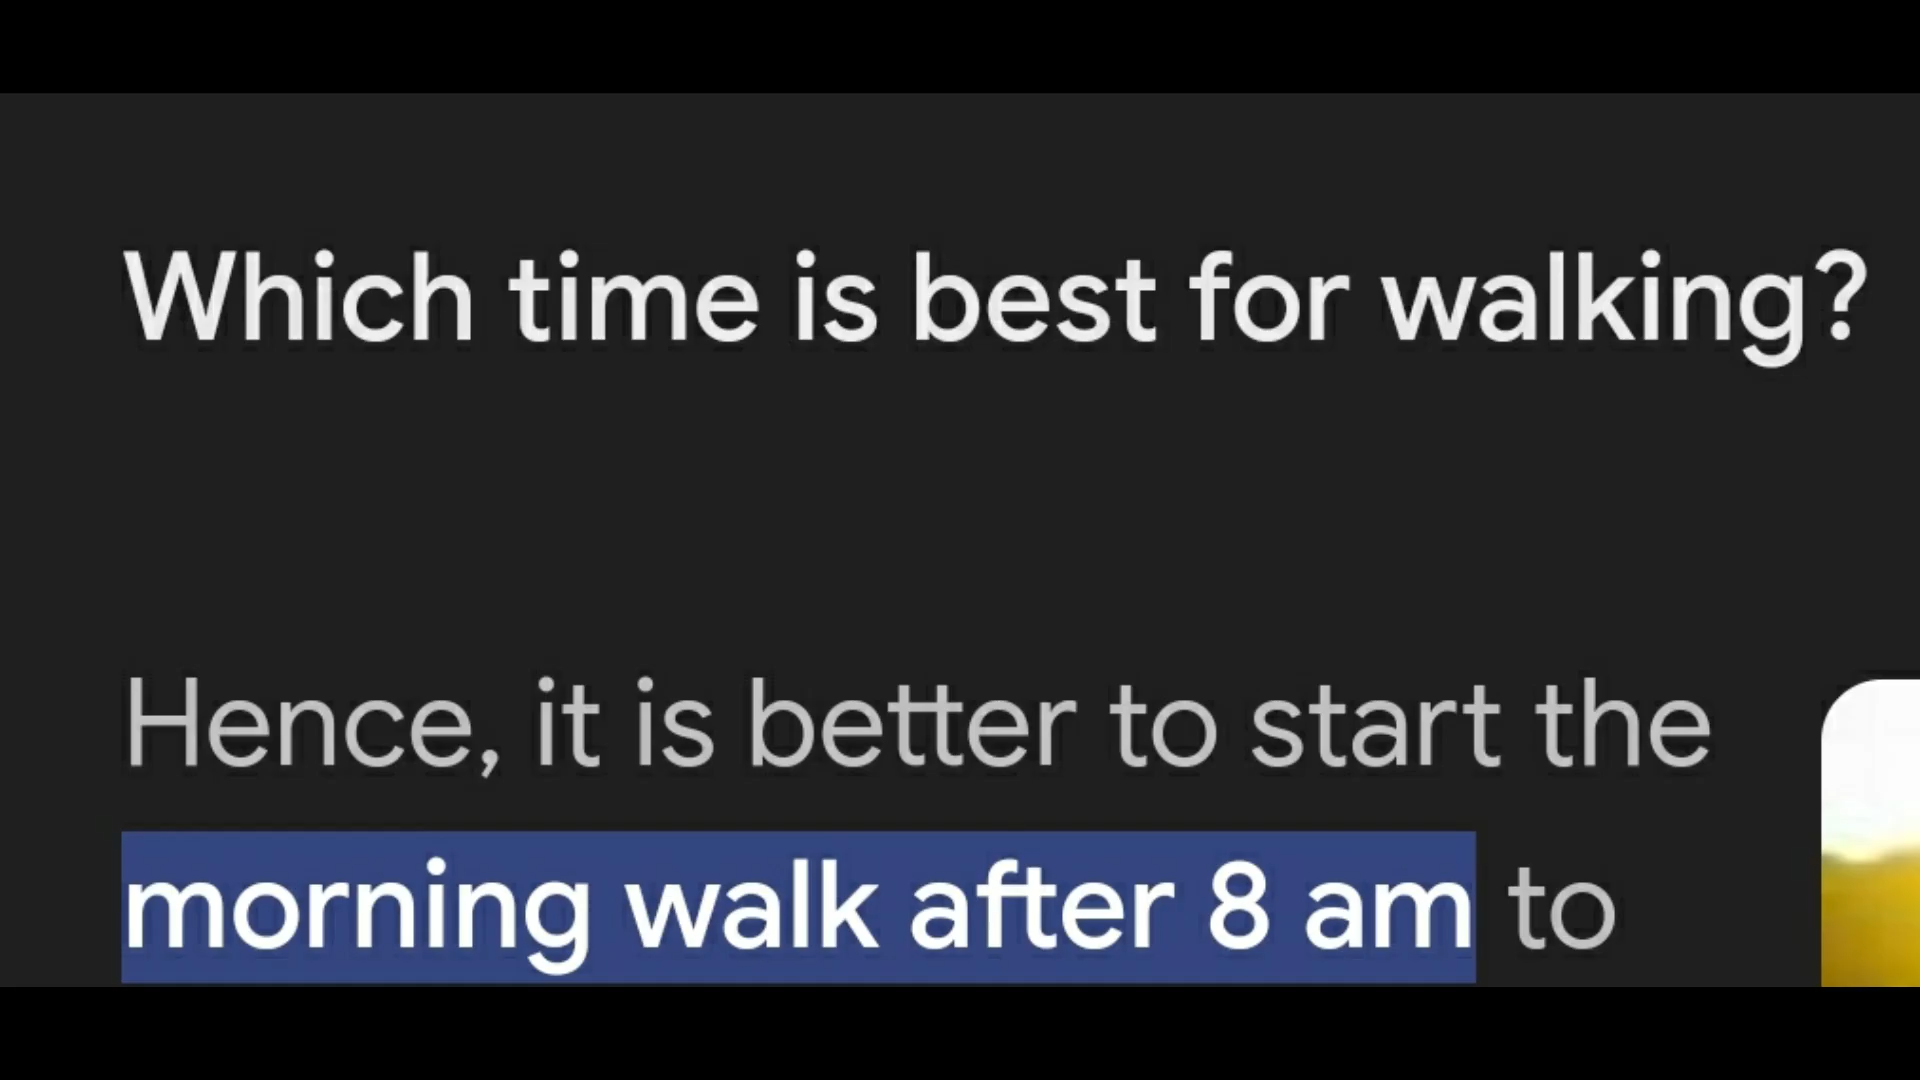 Which time is best for walking?
Hence, it is better to start the
morning walk after 8 am to